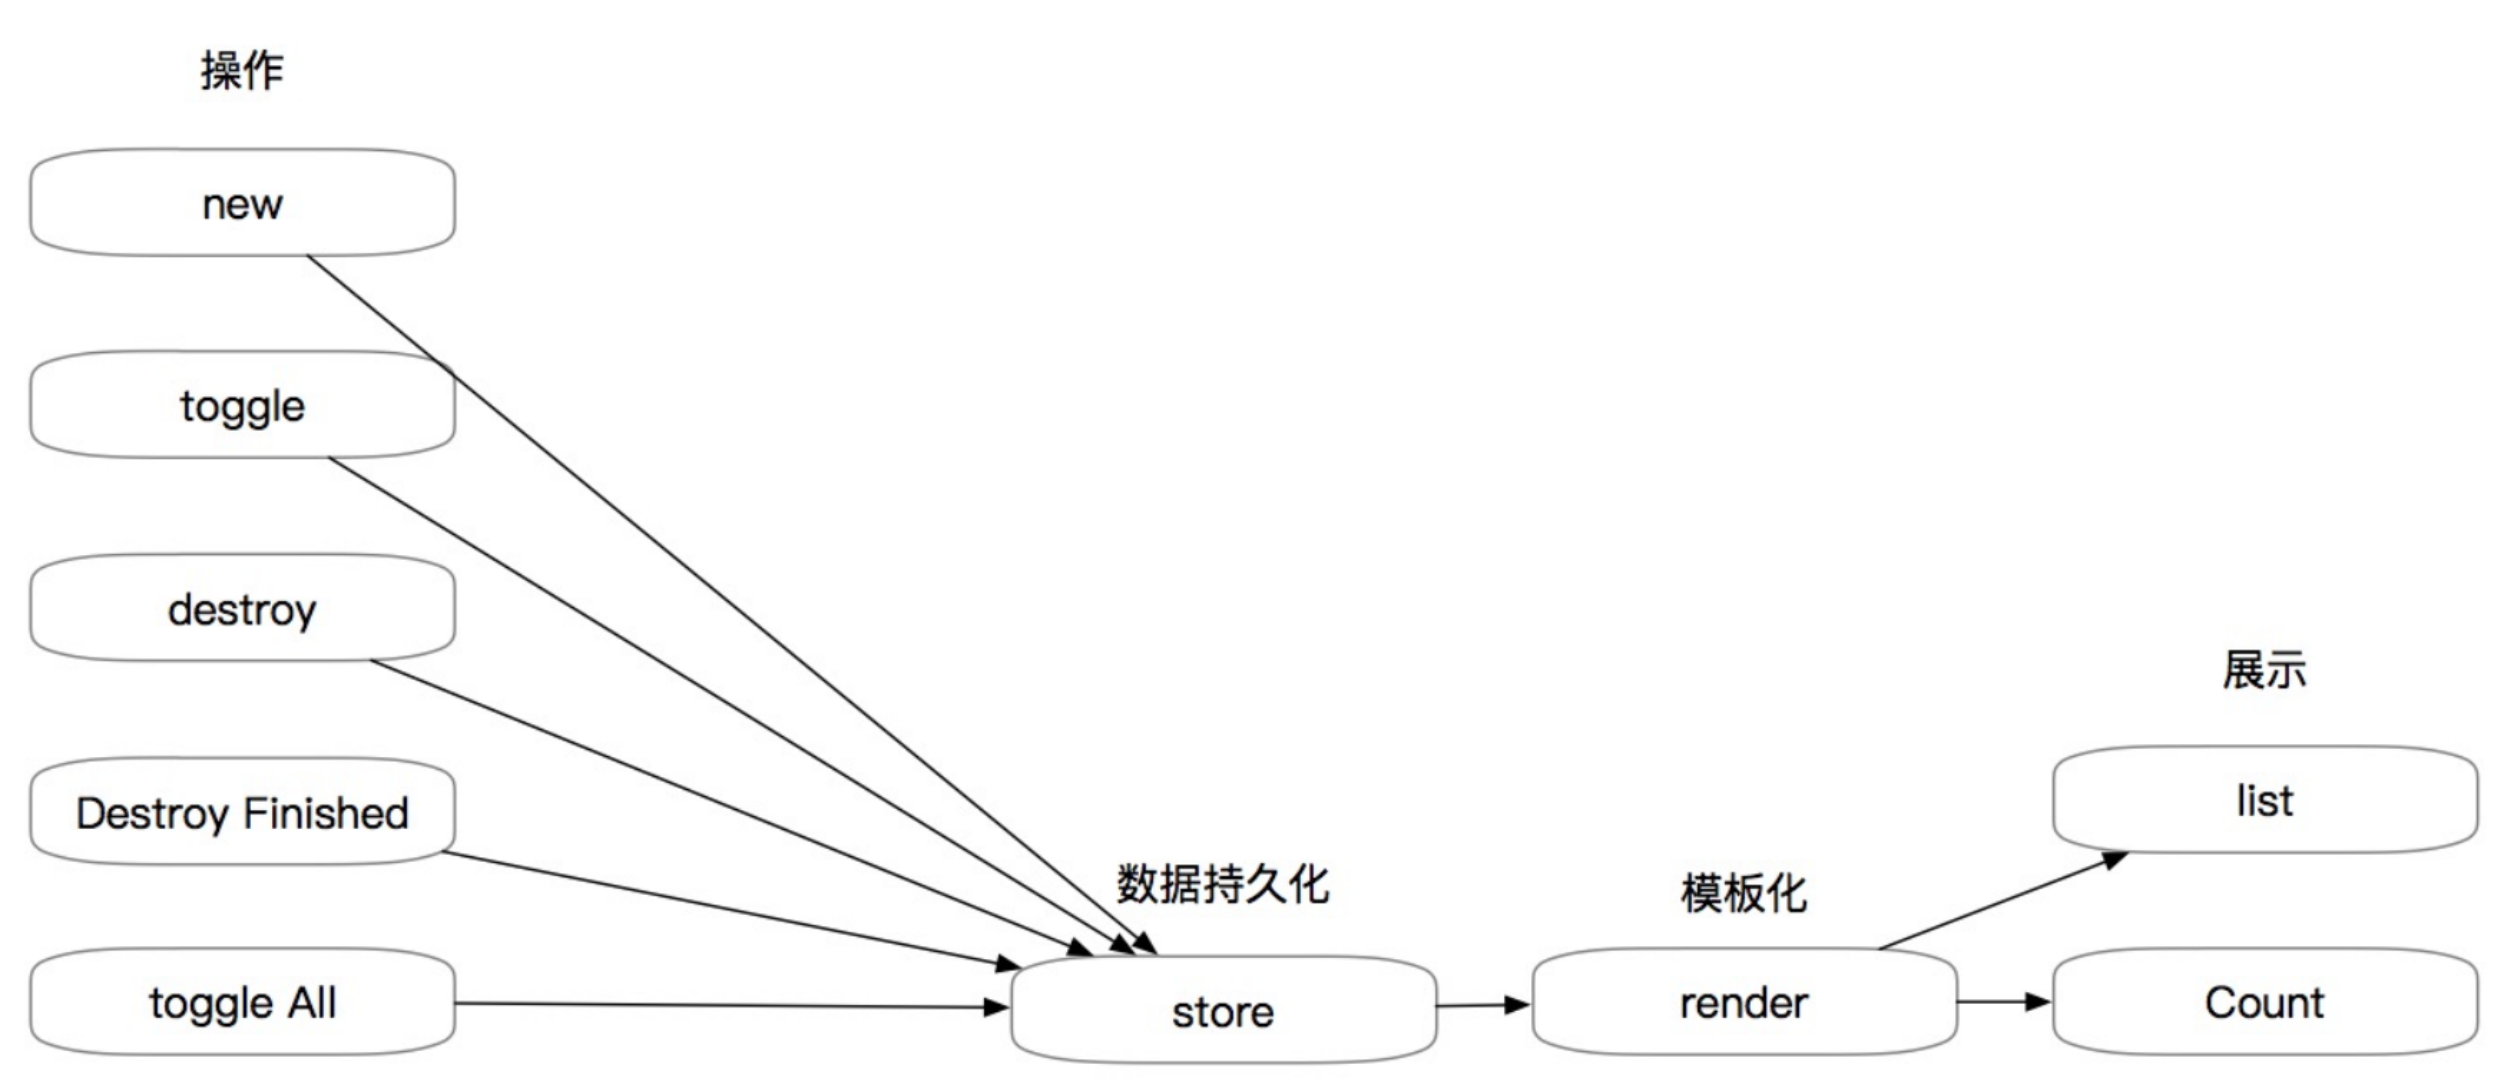 操作
new
toggle
destroy
Destroy Finished
toggle All
数据持久化
store
模板化
render
展示
list
Count